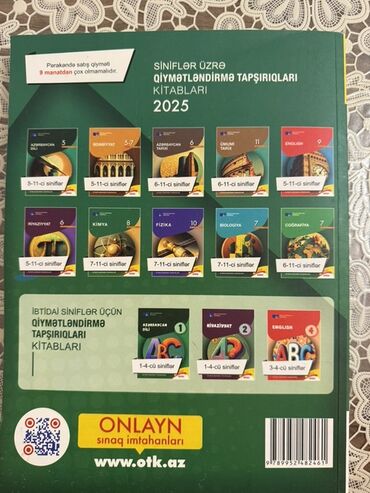 Pərakəndə satış qiyməti
9 manatdan çox olmamalıdır.
SİNİFLƏR ÜZRƏ
QİYMƏTLƏNDİRMƏ TAPŞIRIQLARI
KİTABLARI
2025
AZƏRBAYCAN DİLİ 5
5-11-ci siniflər
ƏDƏBİYYAT 5-7
5-11-ci siniflər
AZƏRBAYCAN TARİXİ 6
6-11-ci siniflər
ÜMUMİ TARİX 11
6-11-ci siniflər
ENGLISH 9
5-11-ci siniflər
RİYAZİYYAT 6
5-11-ci siniflər
KİMYA 8
7-11-ci siniflər
FİZİKA 10
7-11-ci siniflər
BİOLOGİYA 7
7-11-ci siniflər
COĞRAFİYA 7
6-11-ci siniflər
İBTİDAİ SİNİFLƏR ÜÇÜN
QİYMƏTLƏNDİRMƏ
TAPŞIRIQLARI
KİTABLARI
AZƏRBAYCAN DİLİ 1
ABC
1-4-cü siniflər
RİYAZİYYAT 2
1-4-cü siniflər
ENGLISH 4
ABC
3-4-cü siniflər
ONLAYN
sınaq imtahanları
www.otk.az
9 789952 482461